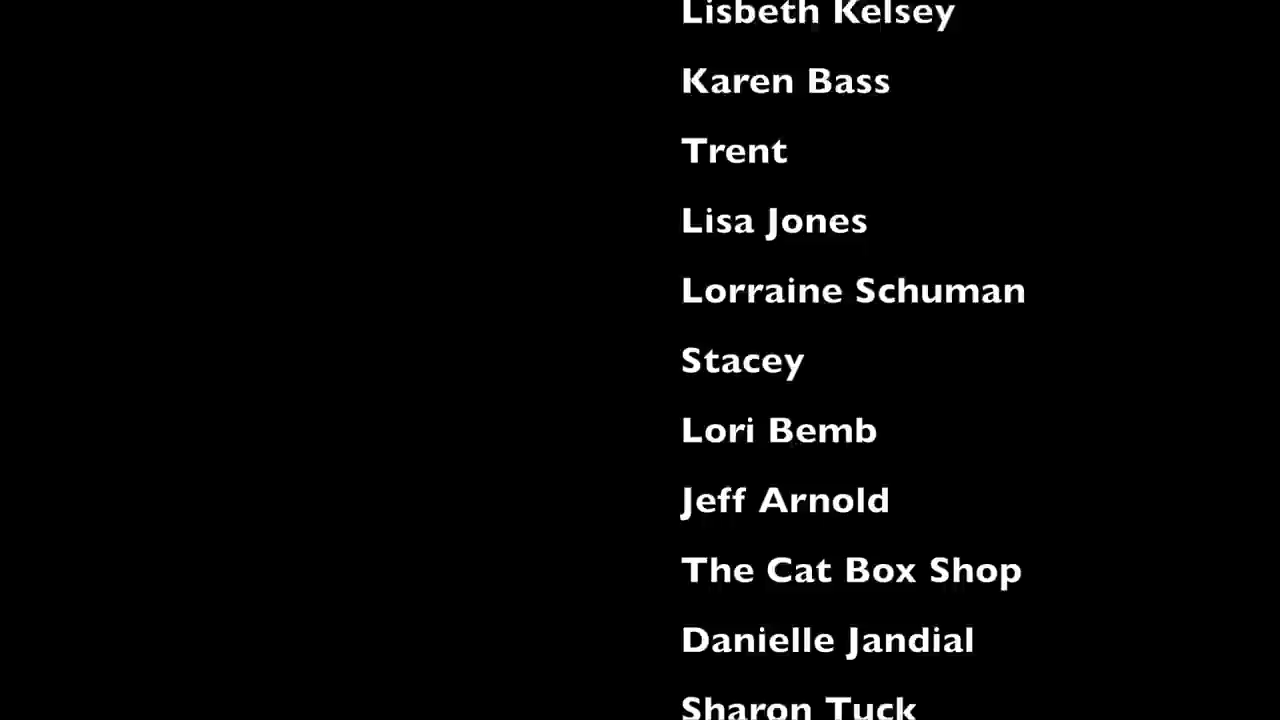 Lisbeth Kelsey
Karen Bass
Trent
Lisa Jones
Lorraine Schuman
Stacey
Lori Bemb
Jeff Arnold
The Cat Box Shop
Danielle Jandial
Sharon Tuck